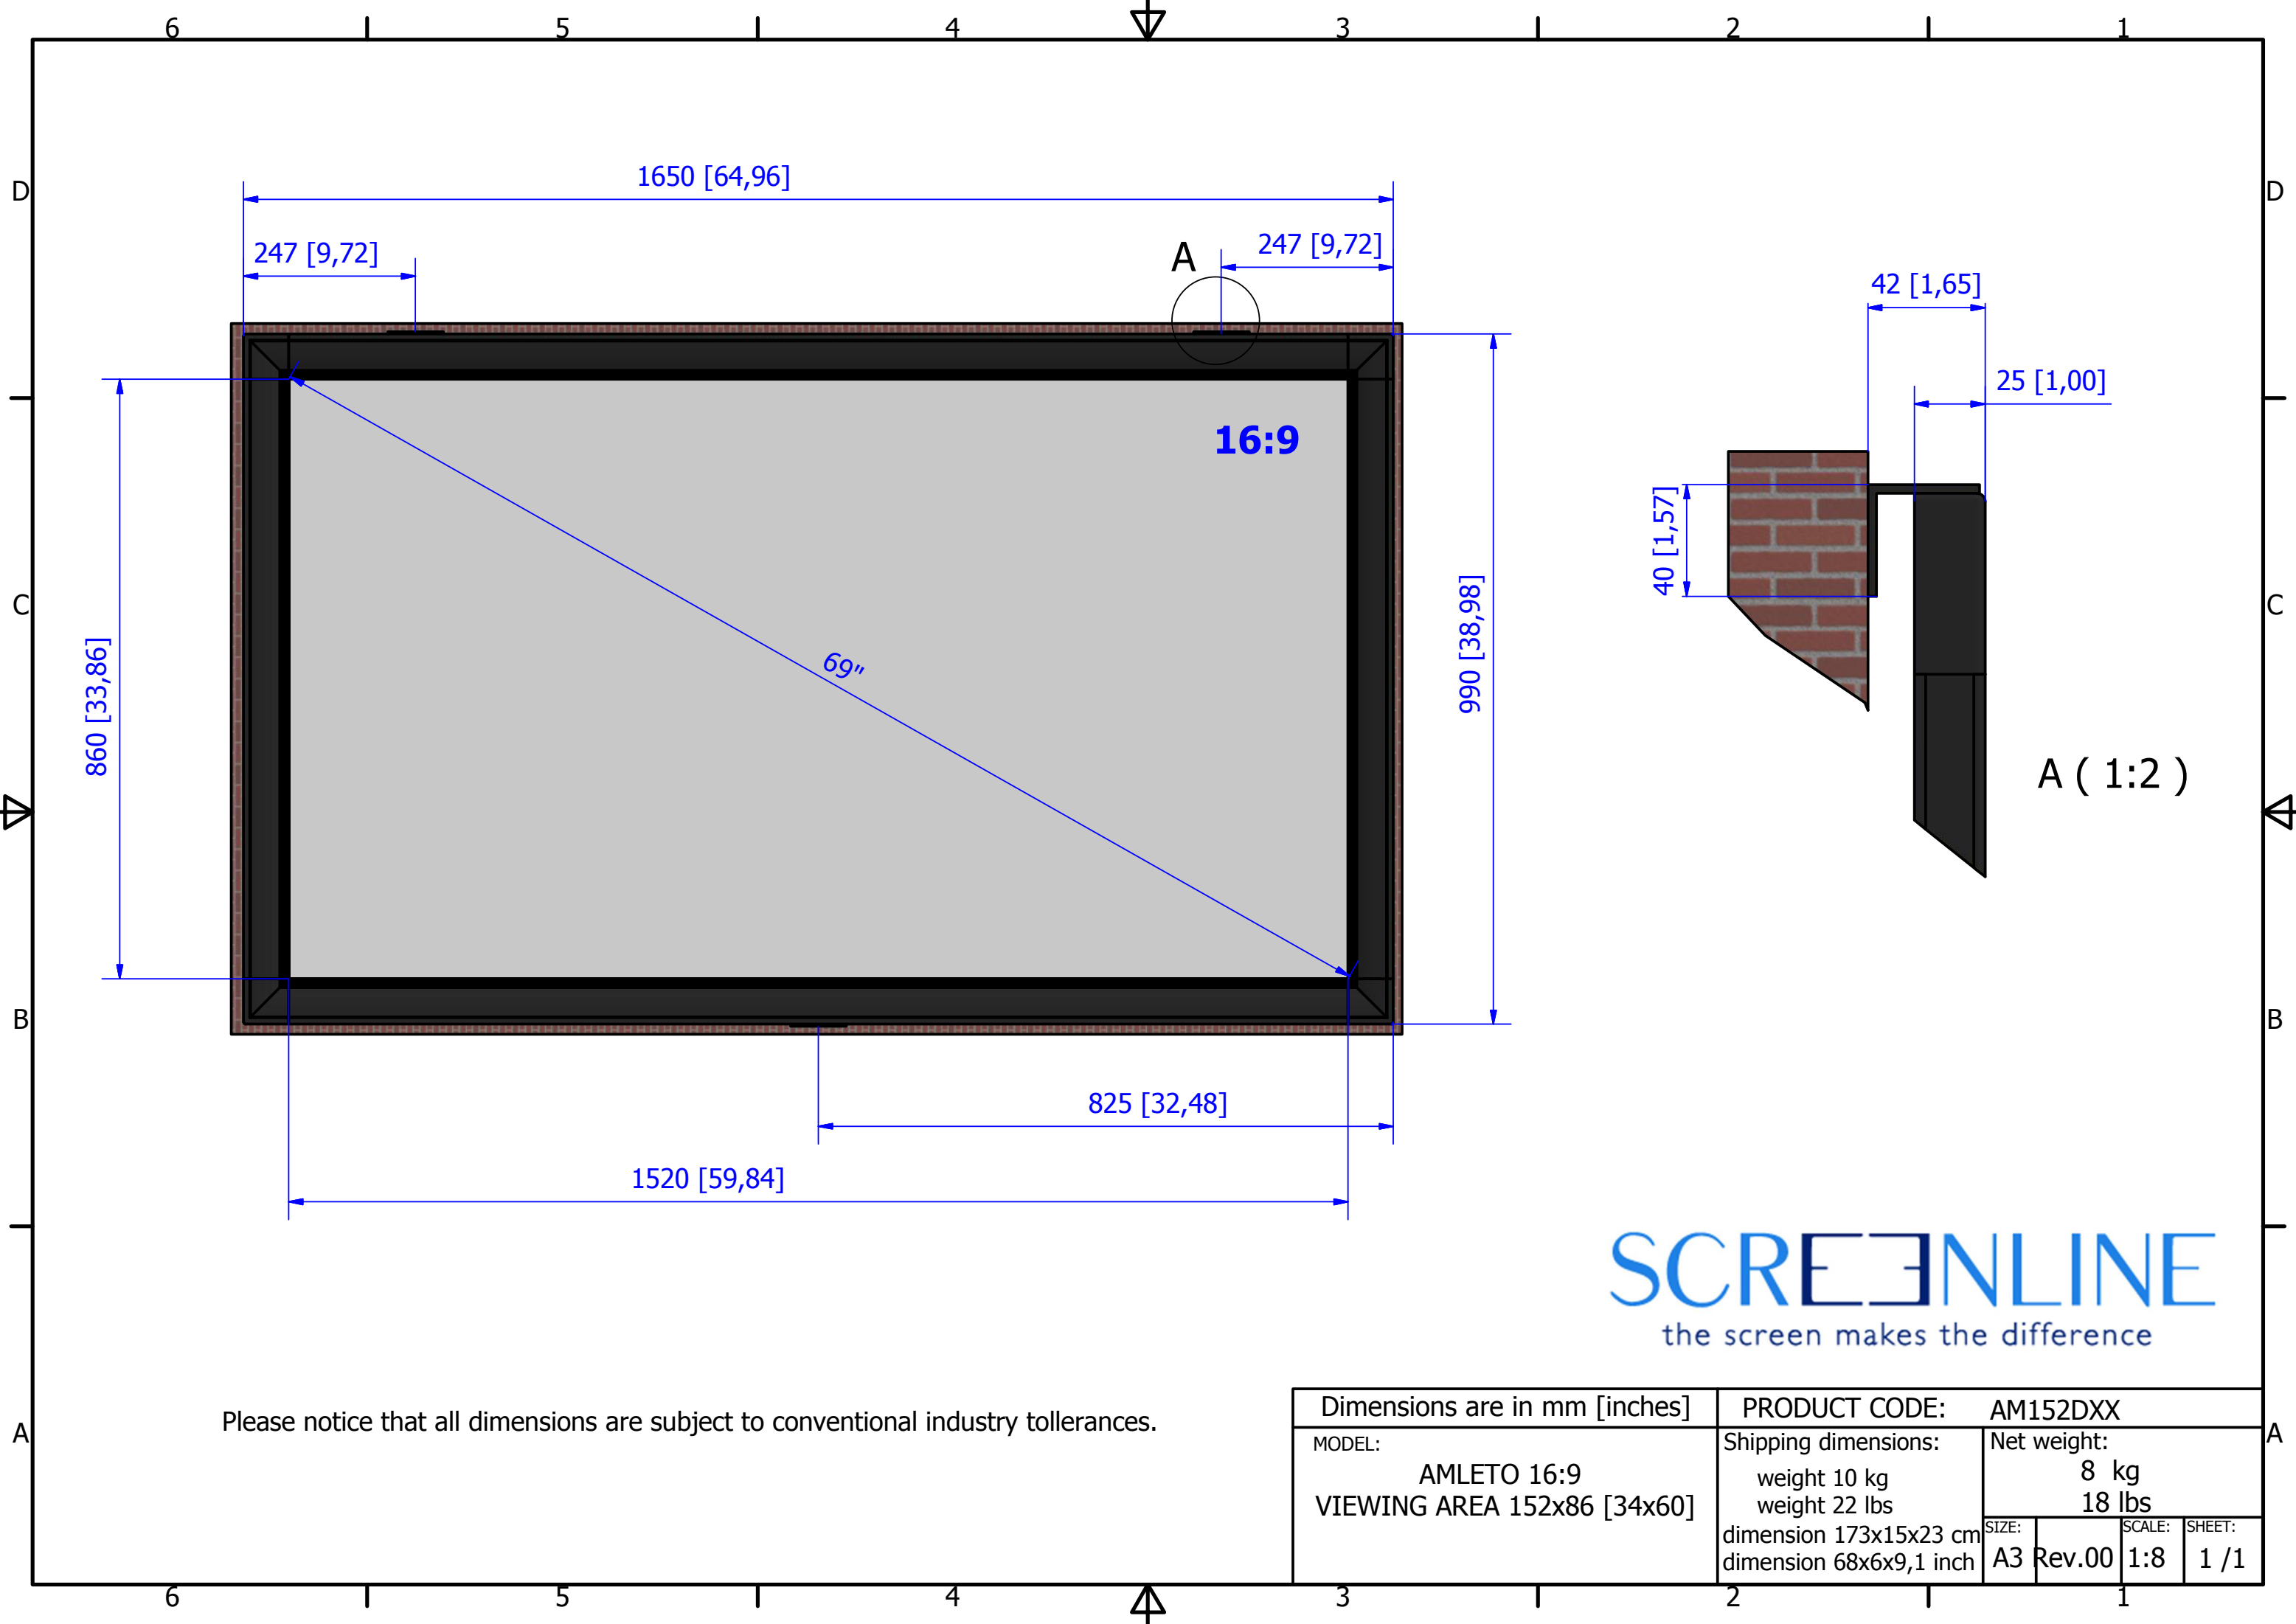 6 5 4 3 2 1
D D
1650 [64,96]
247 [9,72]
A
247 [9,72]
42 [1,65]
25 [1,00]
16:9
40 [1,57]
C C
860 [33,86]
69"
990 [38,98]
A ( 1:2 )
B B
825 [32,48]
1520 [59,84]
SCREENLINE
the screen makes the difference
Please notice that all dimensions are subject to conventional industry tollerances.
A A
Dimensions are in mm [inches]
PRODUCT CODE: AM152DXX
MODEL:
AMLETO 16:9
VIEWING AREA 152x86 [34x60]
Shipping dimensions:
weight 10 kg
weight 22 lbs
dimension 173x15x23 cm
dimension 68x6x9,1 inch
Net weight:
8 kg
18 lbs
SIZE:
A3
Rev.00
SCALE:
1:8
SHEET:
1 /1
6 5 4 3 2 1